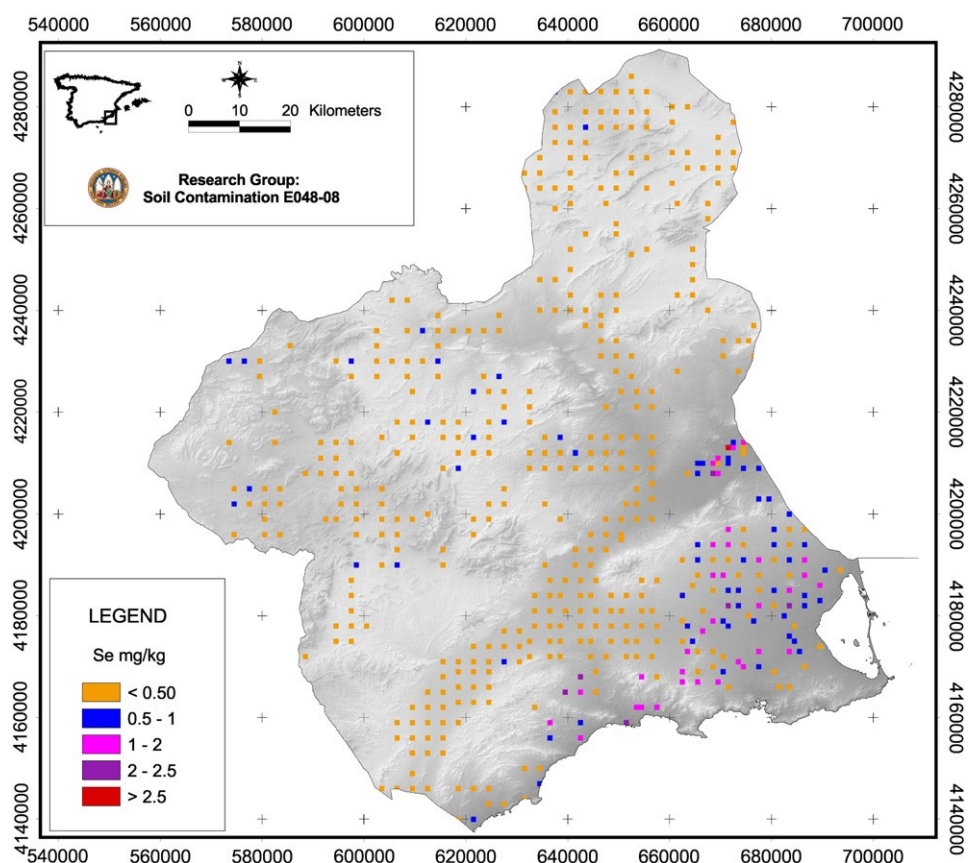 540000 560000 580000 600000 620000 640000 660000 680000 700000
0 10 20 Kilometers
Research Group:
Soil Contamination E048-08
4280000 4280000
4260000 4260000
4240000 4240000
4220000 4220000
4200000 4200000
4180000 4180000
4160000 4160000
4140000 4140000
LEGEND
Se mg/kg
< 0.50
0.5 - 1
1 - 2
2 - 2.5
> 2.5
540000 560000 580000 600000 620000 640000 660000 680000 700000